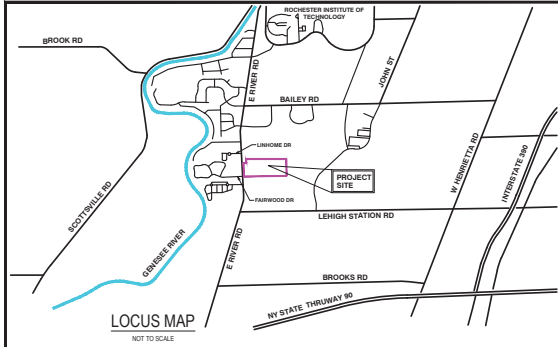 ROCHESTER INSTITUTE OF
TECHNOLOGY
BROOK RD
E RIVER RD
JOHN ST
BAILEY RD
LINHOME DR
W HENRIETTA RD
INTERSTATE 390
PROJECT
SITE
SCOTTSVILLE RD
FAIRWOOD DR
LEHIGH STATION RD
GENESEE RIVER
E RIVER RD
BROOKS RD
NY STATE THRUWAY 90
LOCUS MAP
NOT TO SCALE